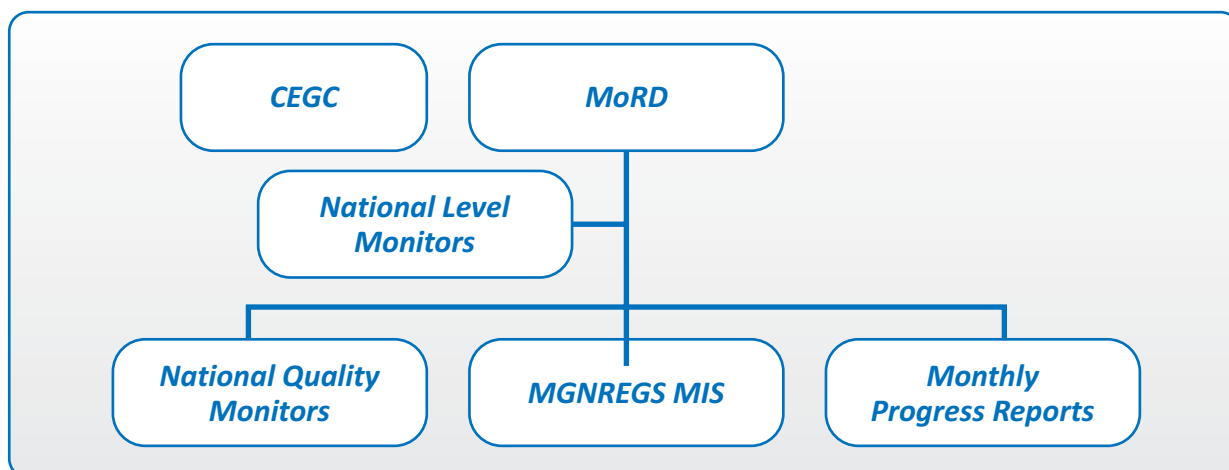 CEGC
MoRD
National Level
Monitors
National Quality
Monitors
MGNREGS MIS
Monthly
Progress Reports